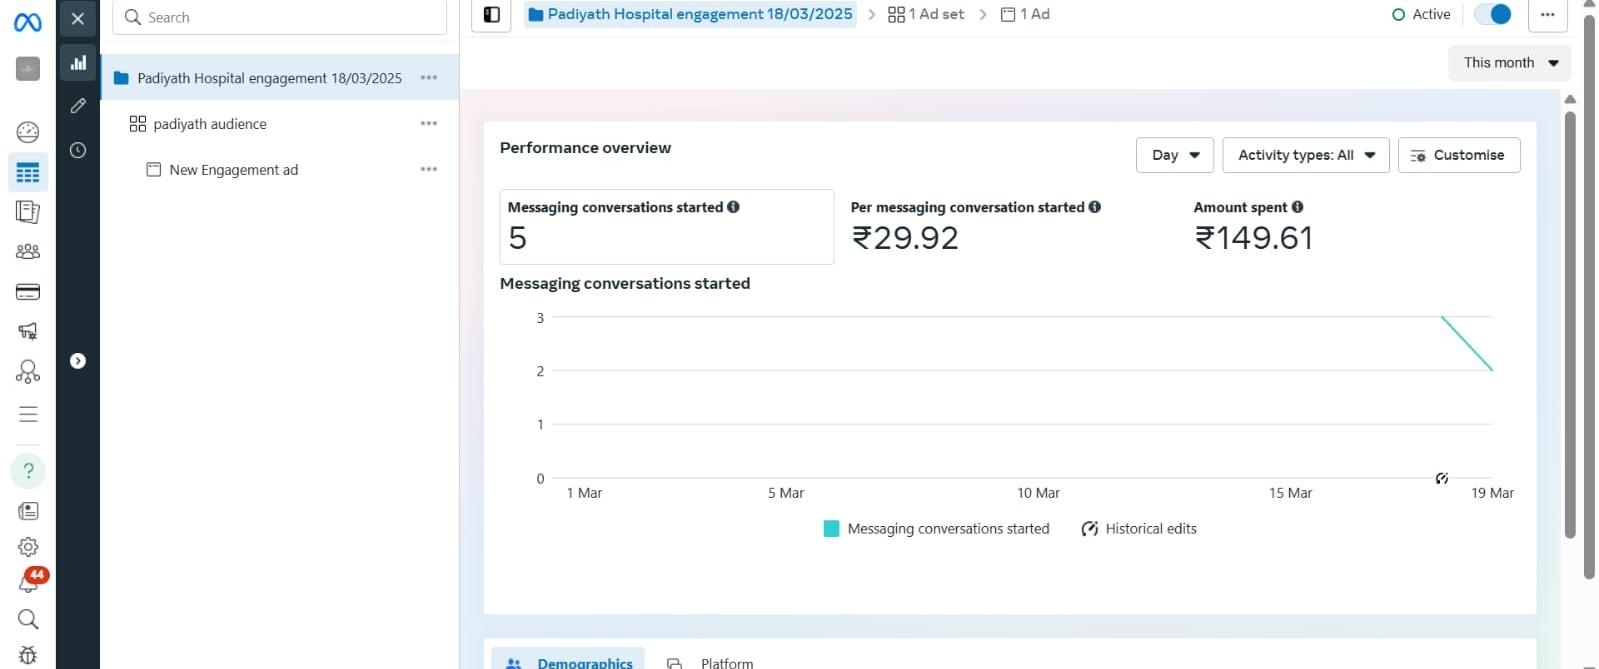 Search
Padiyath Hospital engagement 18/03/2025
1 Ad set
1 Ad
Active
This month
Padiyath Hospital engagement 18/03/2025
padiyath audience
New Engagement ad
Performance overview
Day
Activity types: All
Customise
Messaging conversations started
5
Per messaging conversation started
₹29.92
Amount spent
₹149.61
Messaging conversations started
3
2
1
0
1 Mar
5 Mar
10 Mar
15 Mar
19 Mar
Messaging conversations started
Historical edits
44
Demographics
Platform